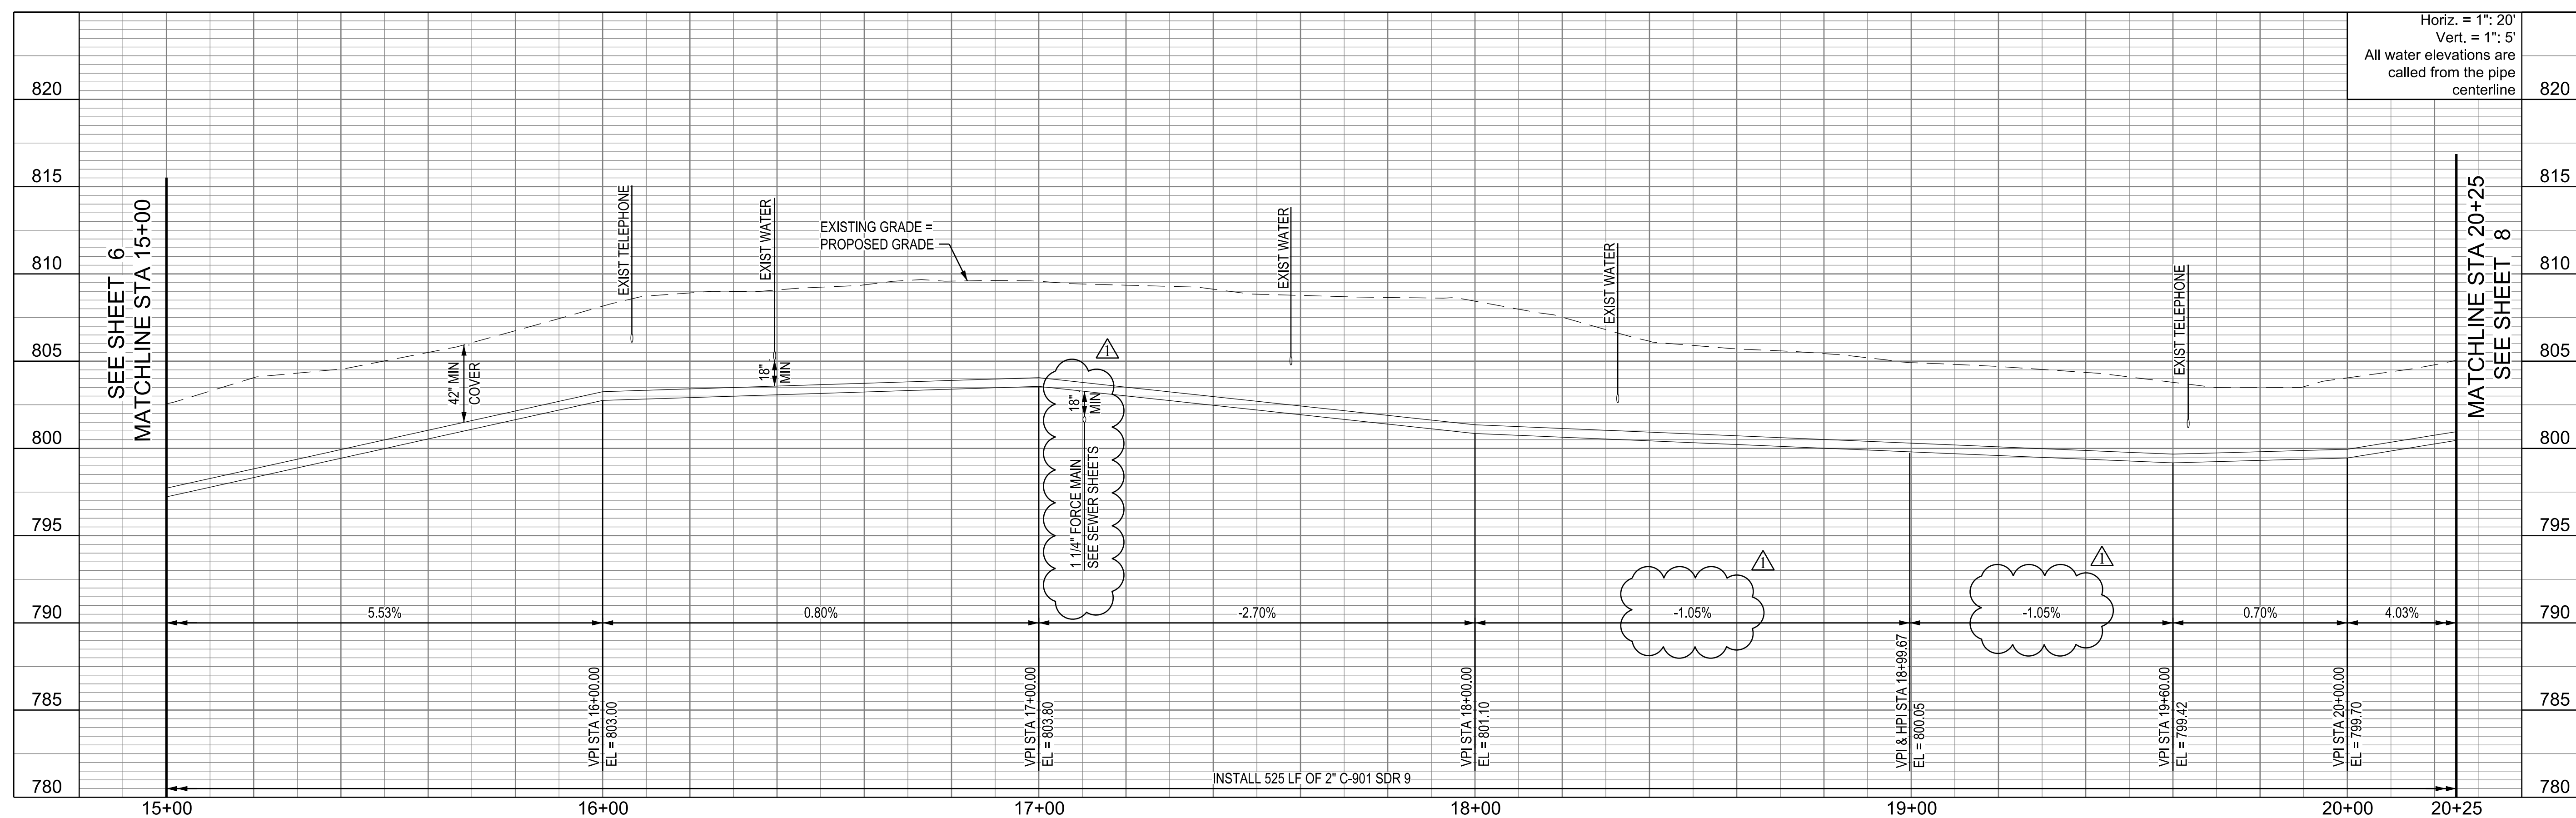 Horiz. = 1": 20'
Vert. = 1": 5'
All water elevations are
called from the pipe
centerline
820
815
810
805
800
795
790
785
780
820
815
810
805
800
795
790
785
780
SEE SHEET 6
MATCHLINE STA 15+00
42" MIN
COVER
EXIST TELEPHONE
EXIST WATER
18"
MIN
EXISTING GRADE =
PROPOSED GRADE
1
18"
MIN
1 1/4" FORCE MAIN
SEE SEWER SHEETS
EXIST WATER
EXIST WATER
EXIST TELEPHONE
MATCHLINE STA 20+25
SEE SHEET 8
1
1
5.53%
0.80%
-2.70%
-1.05%
-1.05%
0.70%
4.03%
VPI STA 16+00.00
EL = 803.00
VPI STA 17+00.00
EL = 803.80
VPI STA 18+00.00
EL = 801.10
VPI & HPI STA 18+99.67
EL = 800.05
VPI STA 19+60.00
EL = 799.42
VPI STA 20+00.00
EL = 799.70
INSTALL 525 LF OF 2" C-901 SDR 9
15+00
16+00
17+00
18+00
19+00
20+00
20+25